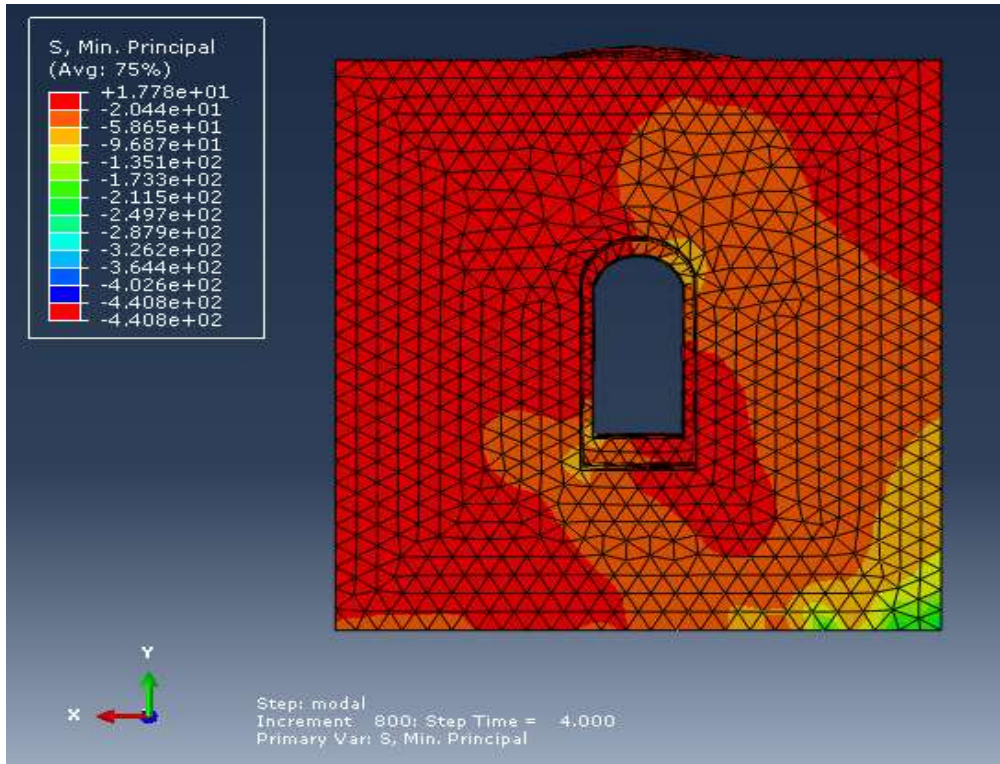 S, Min. Principal
(Avg: 75%)
+1.778e+01
-2.044e+01
-5.865e+01
-9.687e+01
-1.351e+02
-1.733e+02
-2.115e+02
-2.497e+02
-2.879e+02
-3.262e+02
-3.644e+02
-4.026e+02
-4.408e+02
-4.408e+02
Y
X
Step: modal
Increment 800: Step Time = 4.000
Primary Var: S, Min. Principal